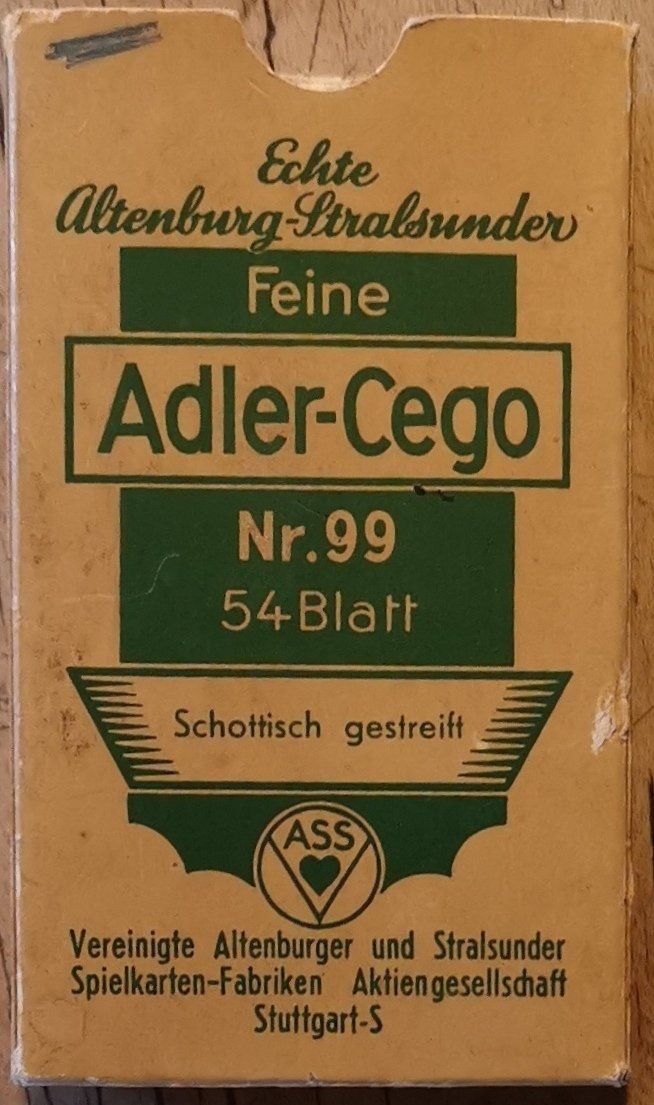 Echte
Altenburg-Stralsunder
Feine
Adler-Cego
Nr.99
54 Blatt
Schottisch gestreift
ASS
Vereinigte Altenburger und Stralsunder
Spielkarten-Fabriken Aktiengesellschaft
Stuttgart-S